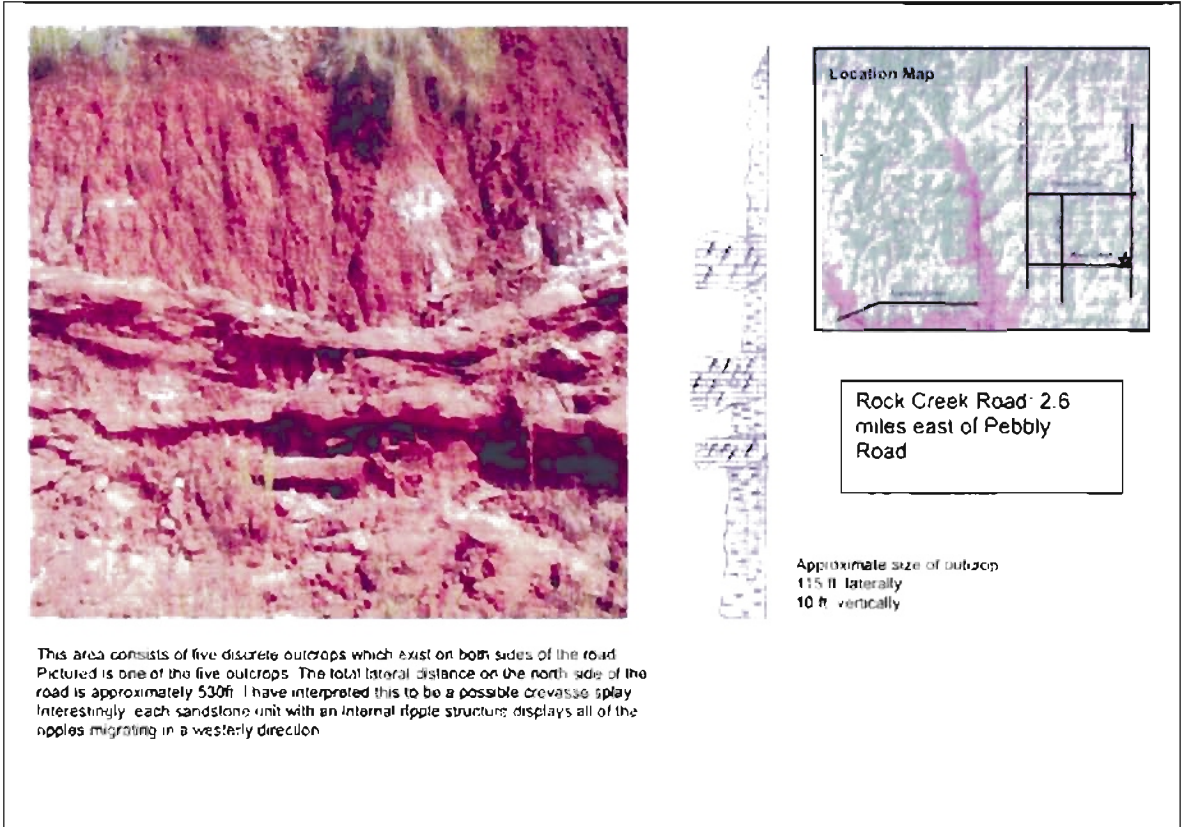 Location Map
Rock Creek Road: 2.6
miles east of Pebbly
Road
Approximate size of outcrop
115 ft laterally
10 ft vertically
This area consists of five discrete outcrops which exist on both sides of the road
Pictured is one of the five outcrops. The total lateral distance on the north side of the
road is approximately 530ft. I have interpreted this to be a possible crevasse splay
Interestingly, each sandstone unit with an internal ripple structure displays all of the
ripples migrating in a westerly direction